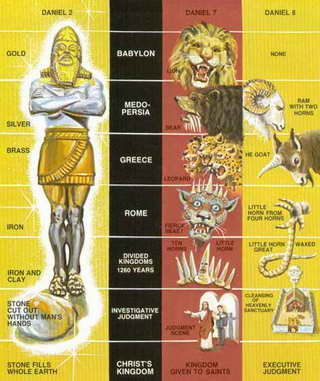 DANIEL 2
DANIEL 7
DANIEL 8
GOLD
BABYLON
LION
NONE
SILVER
MEDO-
PERSIA
BEAR
RAM
WITH TWO
HORNS
BRASS
GREECE
LEOPARD
HE GOAT
IRON
ROME
FIERCE
BEAST
LITTLE
HORN FROM
FOUR HORNS
IRON AND
CLAY
DIVIDED
KINGDOMS
1260 YEARS
TEN
HORNS
LITTLE
HORN
LITTLE HORN
GREAT
WAXED
STONE
CUT OUT
WITHOUT MAN'S
HANDS
INVESTIGATIVE
JUDGMENT
JUDGMENT
SCENE
CLEANSING
OF
HEAVENLY
SANCTUARY
STONE FILLS
WHOLE EARTH
CHRIST'S
KINGDOM
KINGDOM
GIVEN TO SAINTS
EXECUTIVE
JUDGMENT